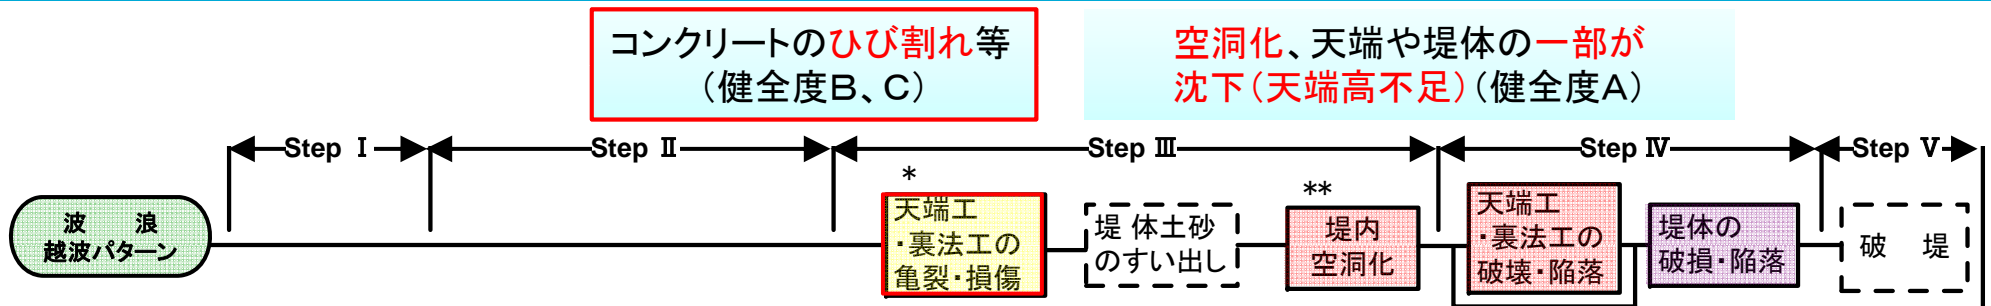 コンクリートのひび割れ等
(健全度B、C)
空洞化、天端や堤体の一部が
沈下(天端高不足)(健全度A)
Step Ⅰ
Step Ⅱ
Step Ⅲ
Step Ⅳ
Step Ⅴ
波 浪
越波パターン
*
天端工
・裏法工の
亀裂・損傷
堤 体土砂
のすい出し
**
堤内
空洞化
天端工
・裏法工の
破壊・陥落
堤体の
破損・陥落
破 堤